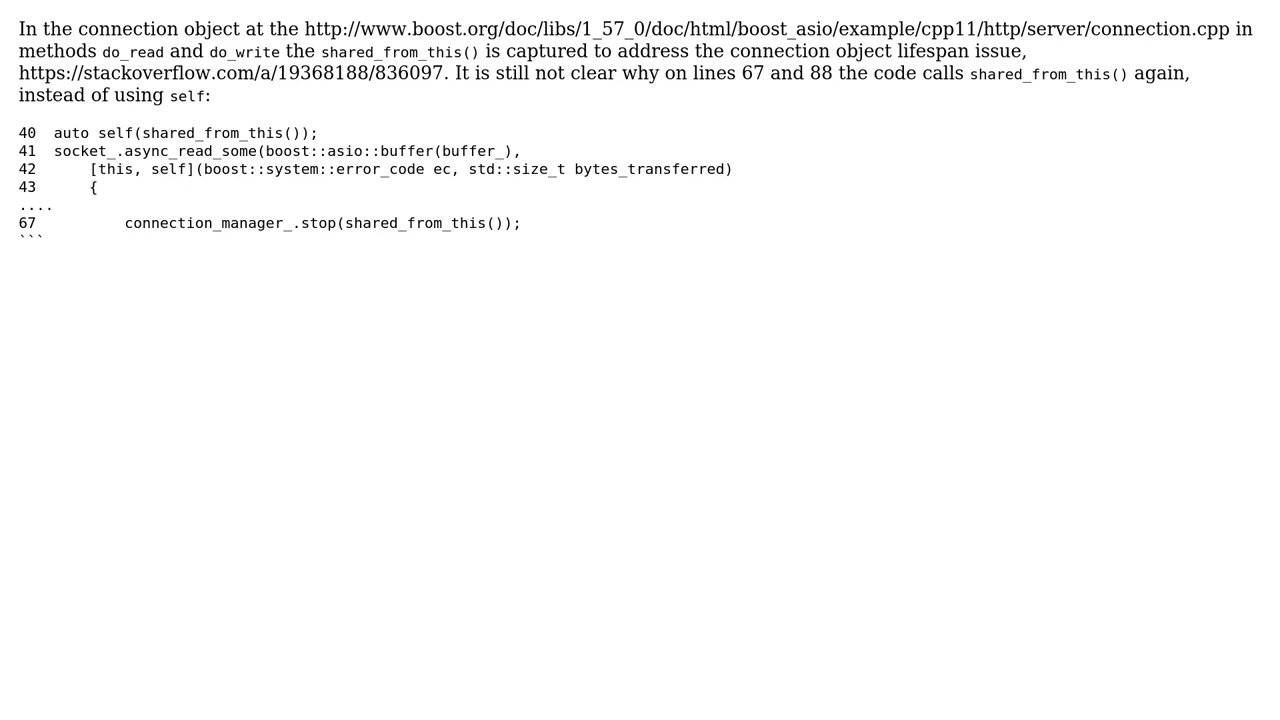 In the connection object at the http://www.boost.org/doc/libs/1_57_0/doc/html/boost_asio/example/cpp11/http/server/connection.cpp in
methods do_read and do_write the shared_from_this() is captured to address the connection object lifespan issue,
https://stackoverflow.com/a/19368188/836097. It is still not clear why on lines 67 and 88 the code calls shared_from_this() again,
instead of using self:
40  auto self(shared_from_this());
41  socket_.async_read_some(boost::asio::buffer(buffer_),
42      [this, self](boost::system::error_code ec, std::size_t bytes_transferred)
43      {
....
67          connection_manager_.stop(shared_from_this());
```